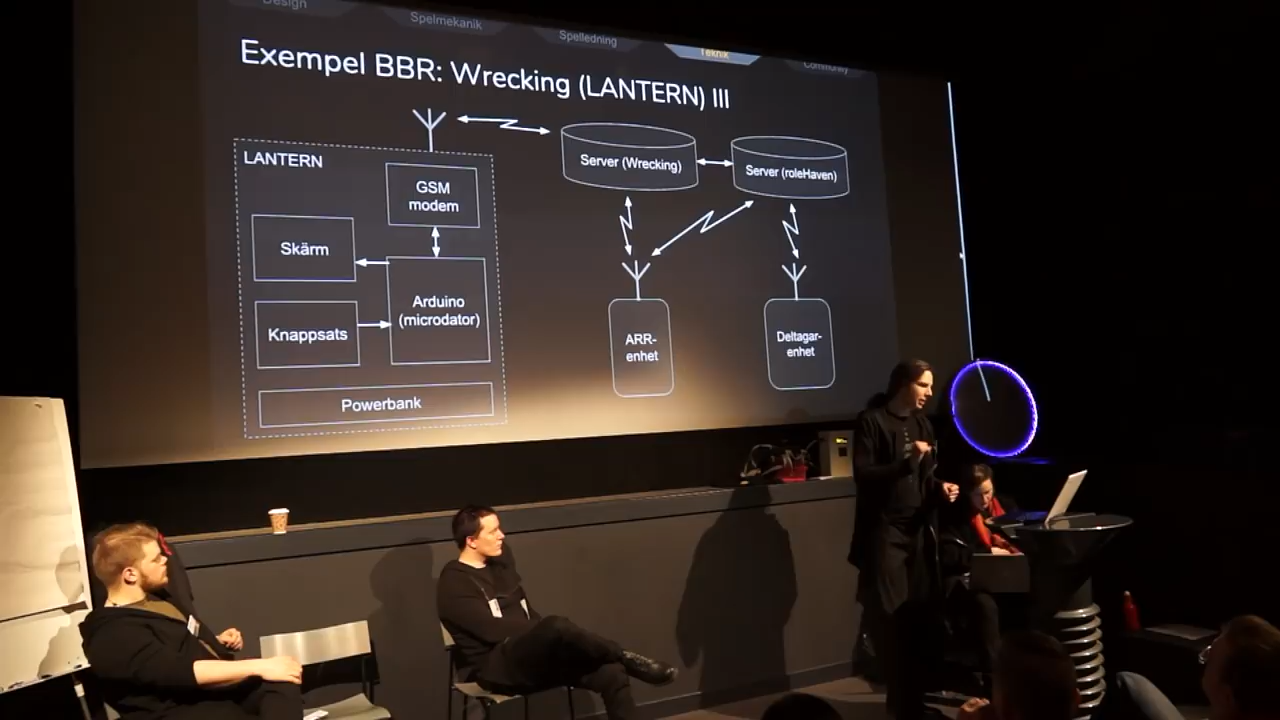 Design
Spelmekanik
Spelledning
Teknik
Community
Exempel BBR: Wrecking (LANTERN) III
LANTERN
GSM
modem
Skärm
Arduino
(microdator)
Knappsats
Powerbank
Server (Wrecking)
Server (roleHaven)
ARR-
enhet
Deltagar-
enhet